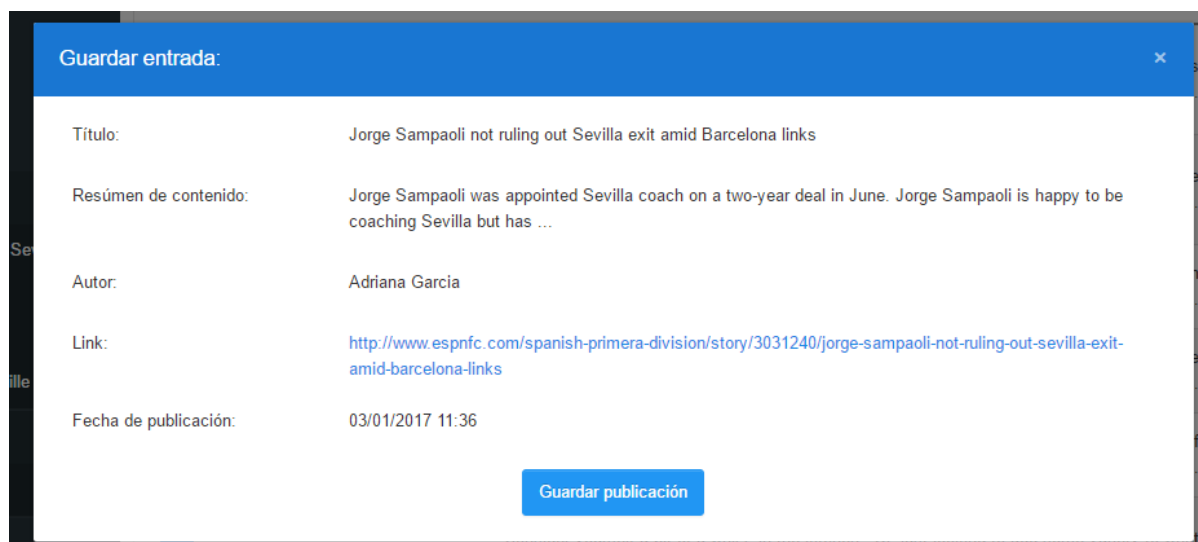 Guardar entrada:
×
Título:
Jorge Sampaoli not ruling out Sevilla exit amid Barcelona links
Resúmen de contenido:
Jorge Sampaoli was appointed Sevilla coach on a two-year deal in June. Jorge Sampaoli is happy to be
coaching Sevilla but has ...
Autor:
Adriana Garcia
Link:
http://www.espnfc.com/spanish-primera-division/story/3031240/jorge-sampaoli-not-ruling-out-sevilla-exit-
amid-barcelona-links
Fecha de publicación:
03/01/2017 11:36
Guardar publicación